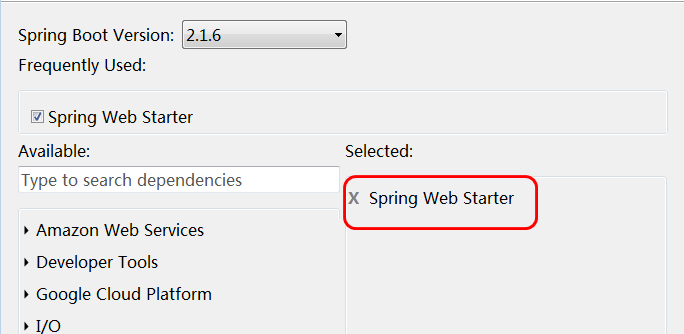 Spring Boot Version: 2.1.6
Frequently Used:
Spring Web Starter
Available: Selected:
Type to search dependencies
X Spring Web Starter
Amazon Web Services
Developer Tools
Google Cloud Platform
I/O